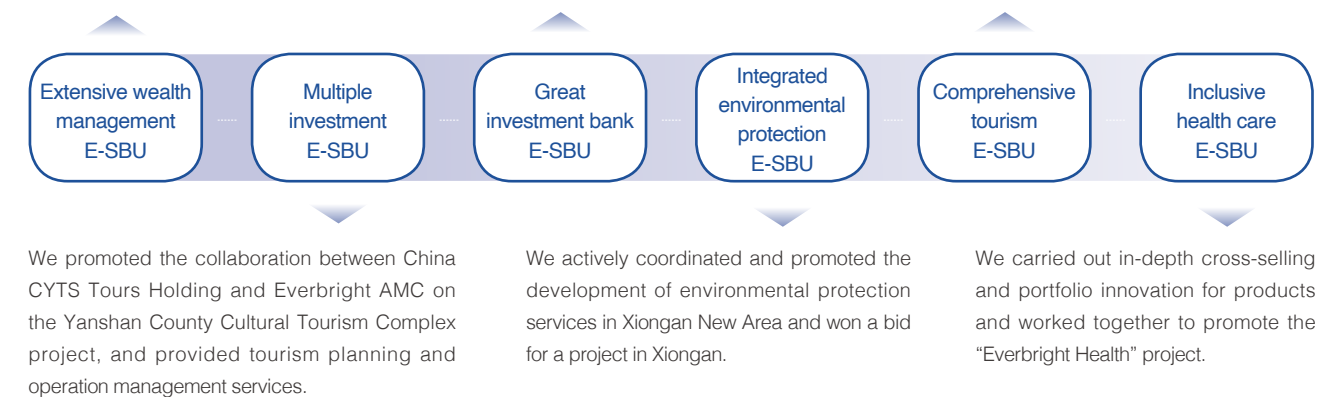 Extensive wealth
management
E-SBU
Multiple
investment
E-SBU
Great
investment bank
E-SBU
Integrated
environmental
protection
E-SBU
Comprehensive
tourism
E-SBU
Inclusive
health care
E-SBU
We promoted the collaboration between China
CYTS Tours Holding and Everbright AMC on
the Yanshan County Cultural Tourism Complex
project, and provided tourism planning and
operation management services.
We actively coordinated and promoted the
development of environmental protection
services in Xiongan New Area and won a bid
for a project in Xiongan.
We carried out in-depth cross-selling
and portfolio innovation for products
and worked together to promote the
“Everbright Health” project.